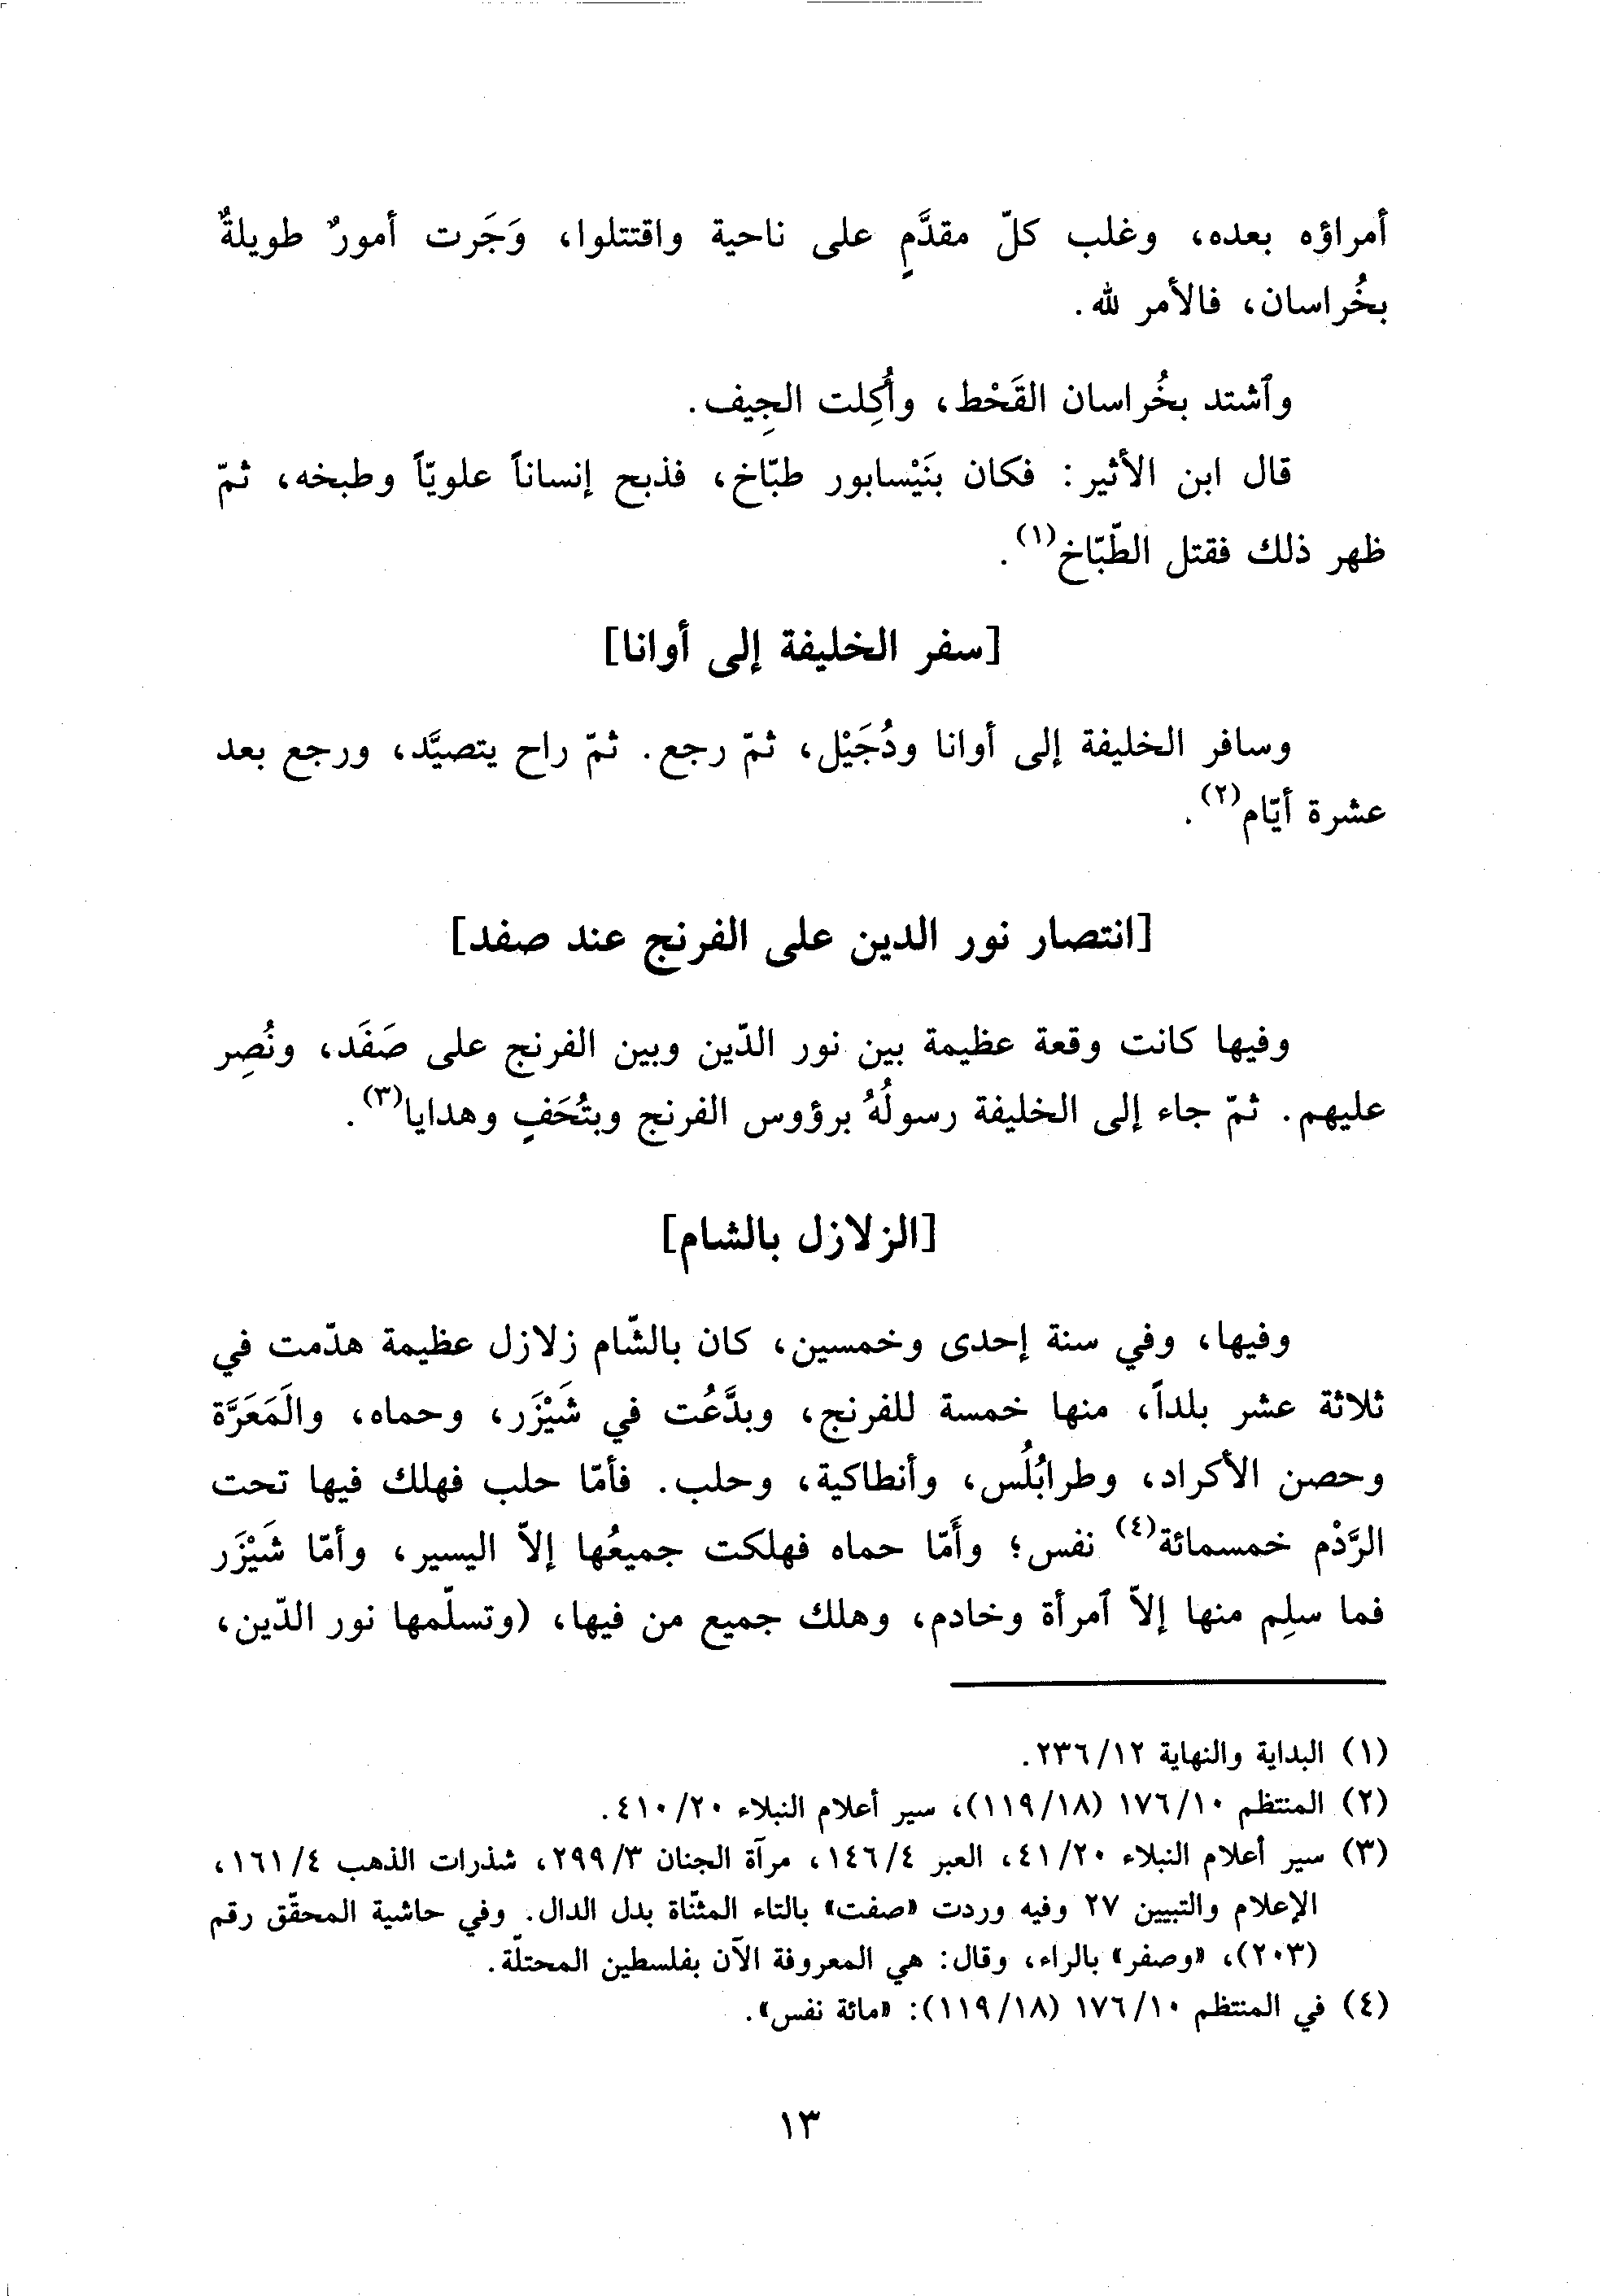 أمراؤه بعده، وغلب كلّ مقدَّمٍ على ناحية واقتتلوا، وَجَرت أمورٌ طويلةٌ
بخُراسان، فالأمر لله.
وٱشتد بخُراسان القَحْط، وأُكِلت الجِيف.
قال ابن الأثير: فكان بنَيْسابور طبّاخ، فذبح إنساناً علويّاً وطبخه، ثمّ
ظهر ذلك فقتل الطّبّاخ(١).
[سفر الخليفة إلى أوانا]
وسافر الخليفة إلى أوانا ودُجَيْل، ثمّ رجع. ثمّ راح يتصيَّد، ورجع بعد
عشرة أيّام(٢).
[انتصار نور الدين على الفرنج عند صفد]
وفيها كانت وقعة عظيمة بين نور الدّين وبين الفرنج على صَفَد، ونُصِر
عليهم. ثمّ جاء إلى الخليفة رسولُهُ برؤوس الفرنج وبتُحَفٍ وهدايا(٣).
[الزلازل بالشام]
وفيها، وفي سنة إحدى وخمسين، كان بالشّام زلازل عظيمة هدّمت في
ثلاثة عشر بلداً، منها خمسة للفرنج، وبدَّعُت في شَيْزَر، وحماه، والَمَعَرَّة
وحصن الأكراد، وطرابُلُس، وأنطاكية، وحلب. فأمّا حلب فهلك فيها تحت
الرَّدْم خمسمائة(٤) نفس؛ وأَمّا حماه فهلكت جميعُها إلاّ اليسير، وأمّا شَيْزَر
فما سلِم منها إلاّ ٱمرأة وخادم، وهلك جميع من فيها، (وتسلّمها نور الدّين،
(١) البداية والنهاية ١٢/٢٣٦.
(٢) المنتظم ١٠/١٧٦ (١٨/١١٩)، سير أعلام النبلاء ٢٠/٤١٠.
(٣) سير أعلام النبلاء ٢٠/٤١، العبر ٤/١٤٦، مرآة الجنان ٣/٢٩٩، شذرات الذهب ٤/١٦١،
الإعلام والتبيين ٢٧ وفيه وردت «صفت» بالتاء المثنّاة بدل الدال. وفي حاشية المحقّق رقم
(٢٠٣)، «وصفر» بالراء، وقال: هي المعروفة الآن بفلسطين المحتلّة.
(٤) في المنتظم ١٠/١٧٦ (١٨/١١٩): «مائة نفس».
١٣